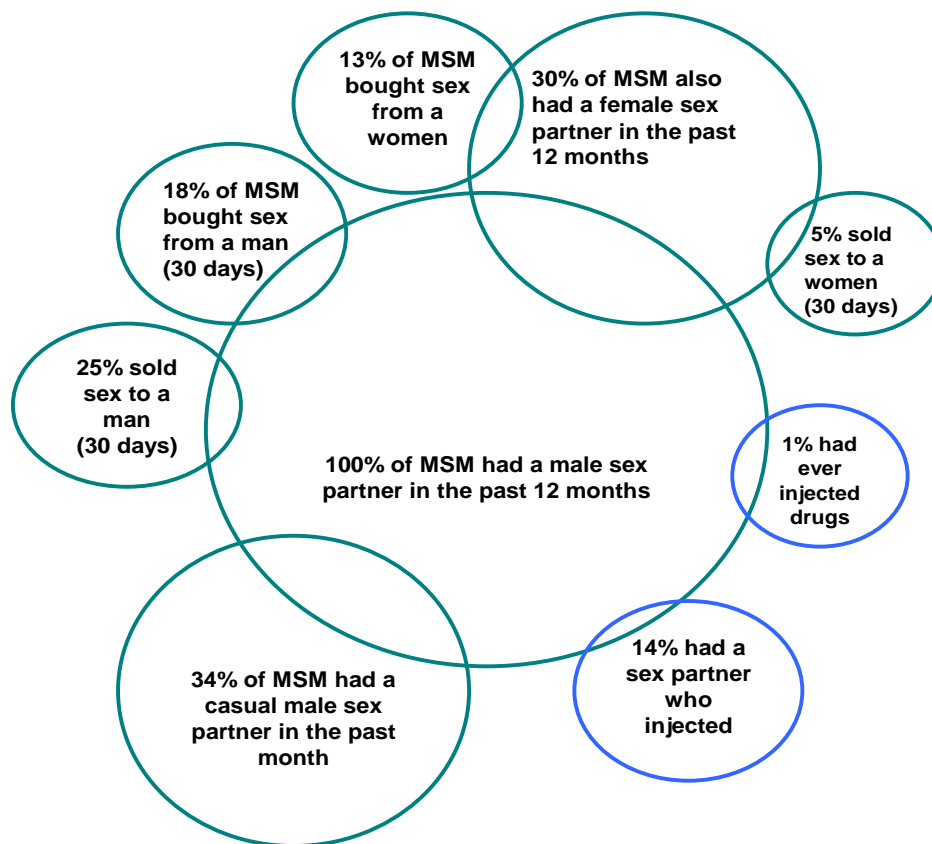 13% of MSM
bought sex
from a
women
30% of MSM also
had a female sex
partner in the past
12 months
18% of MSM
bought sex
from a man
(30 days)
5% sold
sex to a
women
(30 days)
25% sold
sex to a
man
(30 days)
100% of MSM had a male sex
partner in the past 12 months
1% had
ever
injected
drugs
34% of MSM had a
casual male sex
partner in the past
month
14% had a
sex partner
who
injected